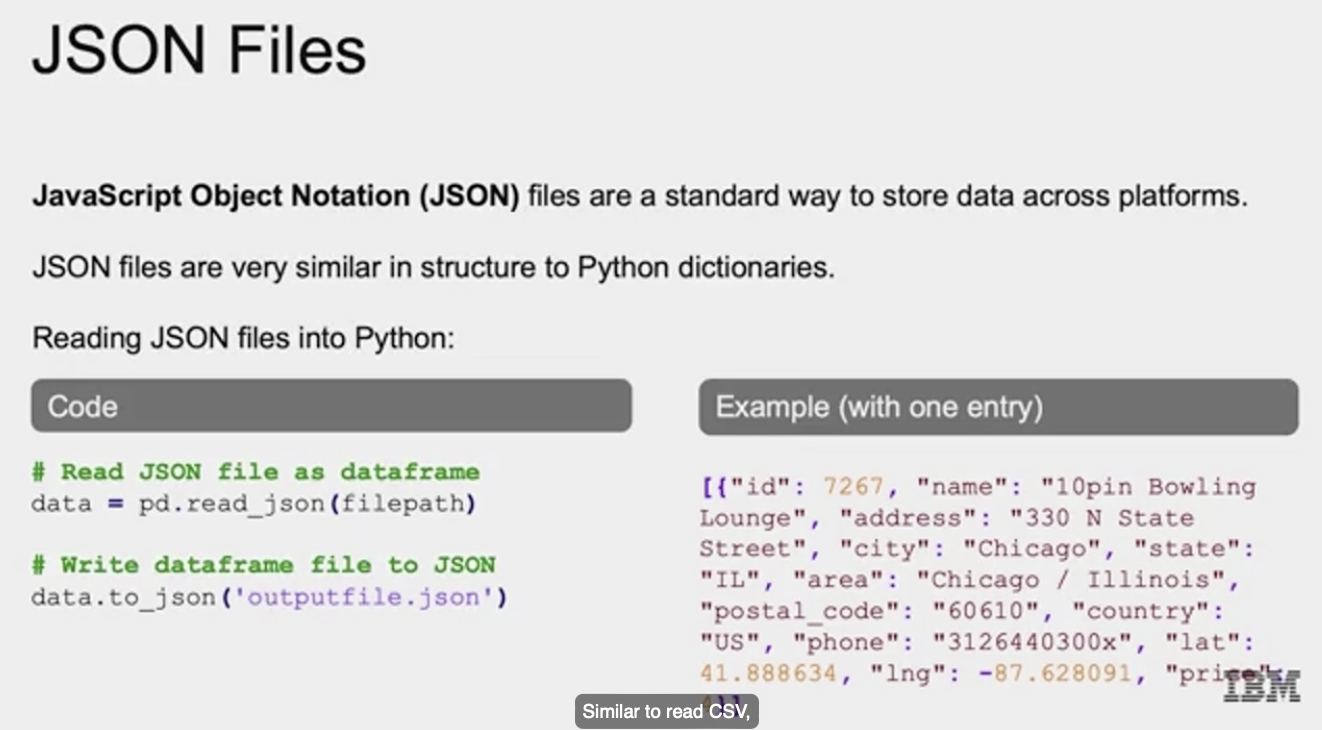 JSON Files
JavaScript Object Notation (JSON) files are a standard way to store data across platforms.
JSON files are very similar in structure to Python dictionaries.
Reading JSON files into Python:
Code
# Read JSON file as dataframe
data = pd.read_json(filepath)
# Write dataframe file to JSON
data.to_json('outputfile.json')
Example (with one entry)
[{"id": 7267, "name": "10pin Bowling
Lounge", "address": "330 N State
Street", "city": "Chicago", "state":
"IL", "area": "Chicago / Illinois",
"postal_code": "60610", "country":
"US", "phone": "3126440300x", "lat":
41.888634, "lng": -87.628091, "price":
IBM
Similar to read CSV,